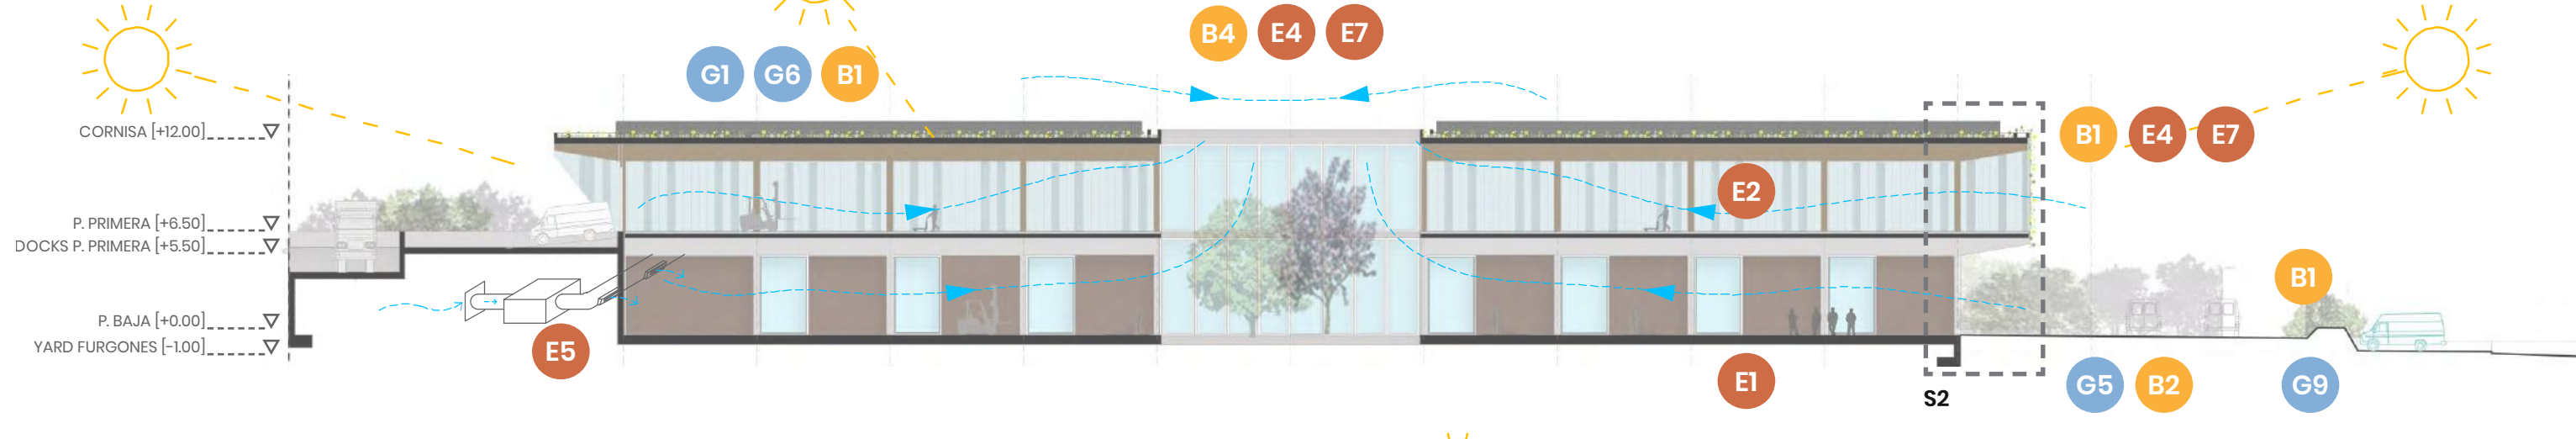 B4 E4 E7
G1 G6 B1
CORNISA [+12.00]
B1 E4 E7
E2
P. PRIMERA [+6.50]
DOCKS P. PRIMERA [+5.50]
B1
P. BAJA [+0.00]
YARD FURGONES [-1.00]
E5
E1
G5 B2
G9
S2